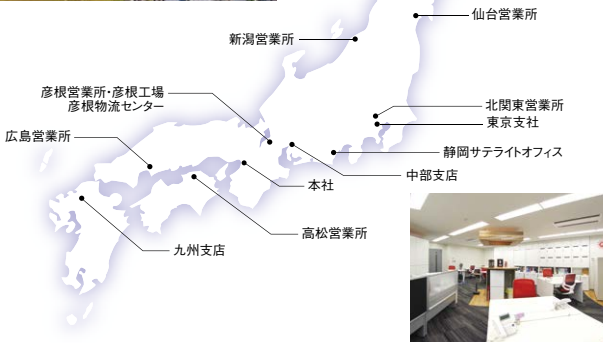 仙台営業所
新潟営業所
彦根営業所・彦根工場
彦根物流センター
北関東営業所
東京支社
広島営業所
静岡サテライトオフィス
中部支店
本社
高松営業所
九州支店